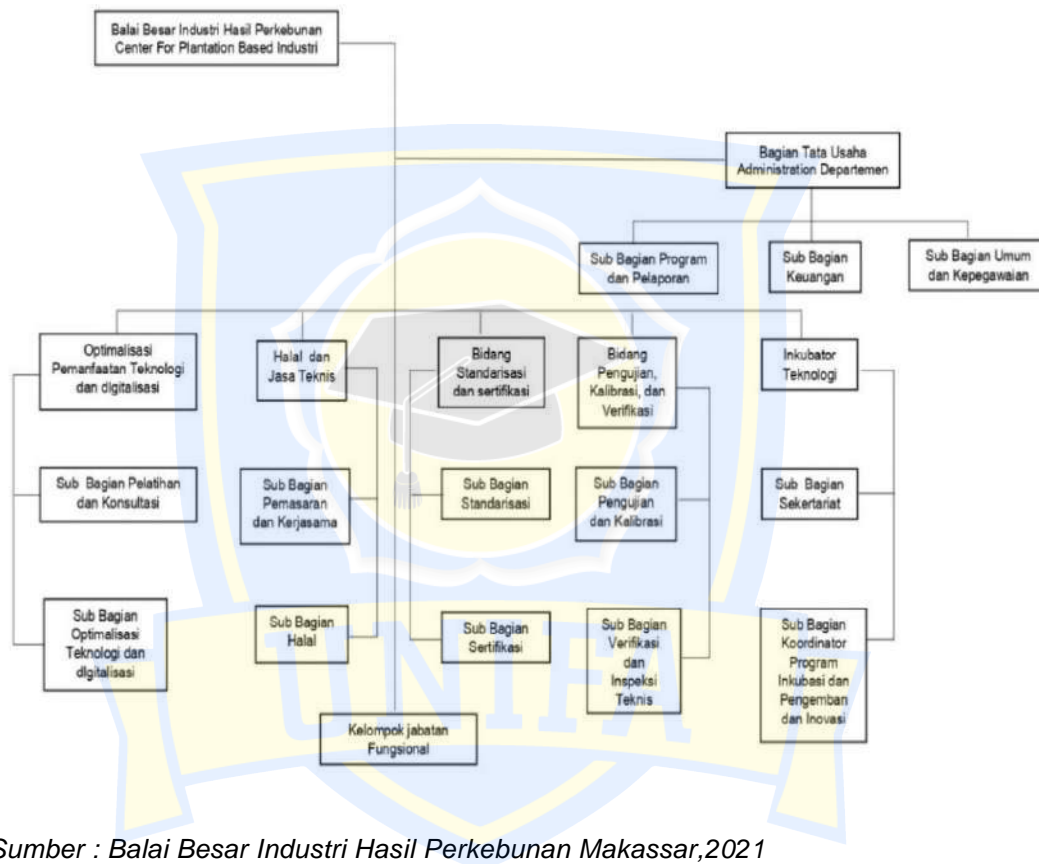 Balai Besar Industri Hasil Perkebunan
Center For Plantation Based Industri
Bagian Tata Usaha
Administration Departemen
Sub Bagian Program
dan Pelaporan
Sub Bagian
Keuangan
Sub Bagian Umum
dan Kepegawaian
Optimalisasi
Pemanfaatan Teknologi
dan dIgitalisasi
Halal dan
Jasa Teknis
Bidang
Standarisasi
dan sertifikasi
Bidang
Pengujian,
Kalibrasi, dan
Verifikasi
Inkubator
Teknologi
Sub Bagian Pelatihan
dan Konsultasi
Sub Bagian
Pemasaran
dan Kerjasama
Sub Bagian
Standarisasi
Sub Bagian
Pengujian
dan Kalibrasi
Sub Bagian
Sekertariat
Sub Bagian
Optimalisasi
Teknologi dan
dIgitalisasi
Sub Bagian
Halal
Sub Bagian
Sertifikasi
Sub Bagian
Verifikasi
dan
Inspeksi
Teknis
Sub Bagian
Koordinator
Program
Inkubasi dan
Pengemban
dan Inovasi
UNIFA
Kelompok jabatan
Fungsional
Sumber : Balai Besar Industri Hasil Perkebunan Makassar,2021